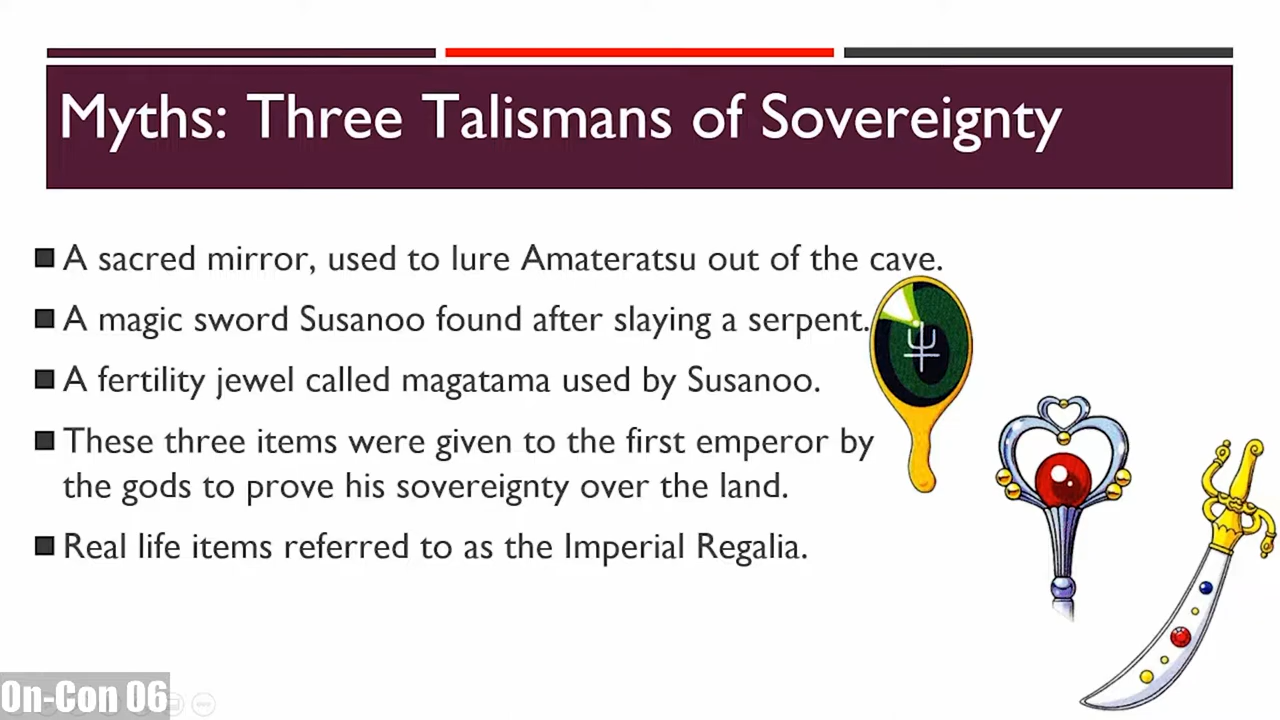 Myths: Three Talismans of Sovereignty
A sacred mirror, used to lure Amateratsu out of the cave.
A magic sword Susanoo found after slaying a serpent.
A fertility jewel called magatama used by Susanoo.
These three items were given to the first emperor by
the gods to prove his sovereignty over the land.
Real life items referred to as the Imperial Regalia.
On-Con 06